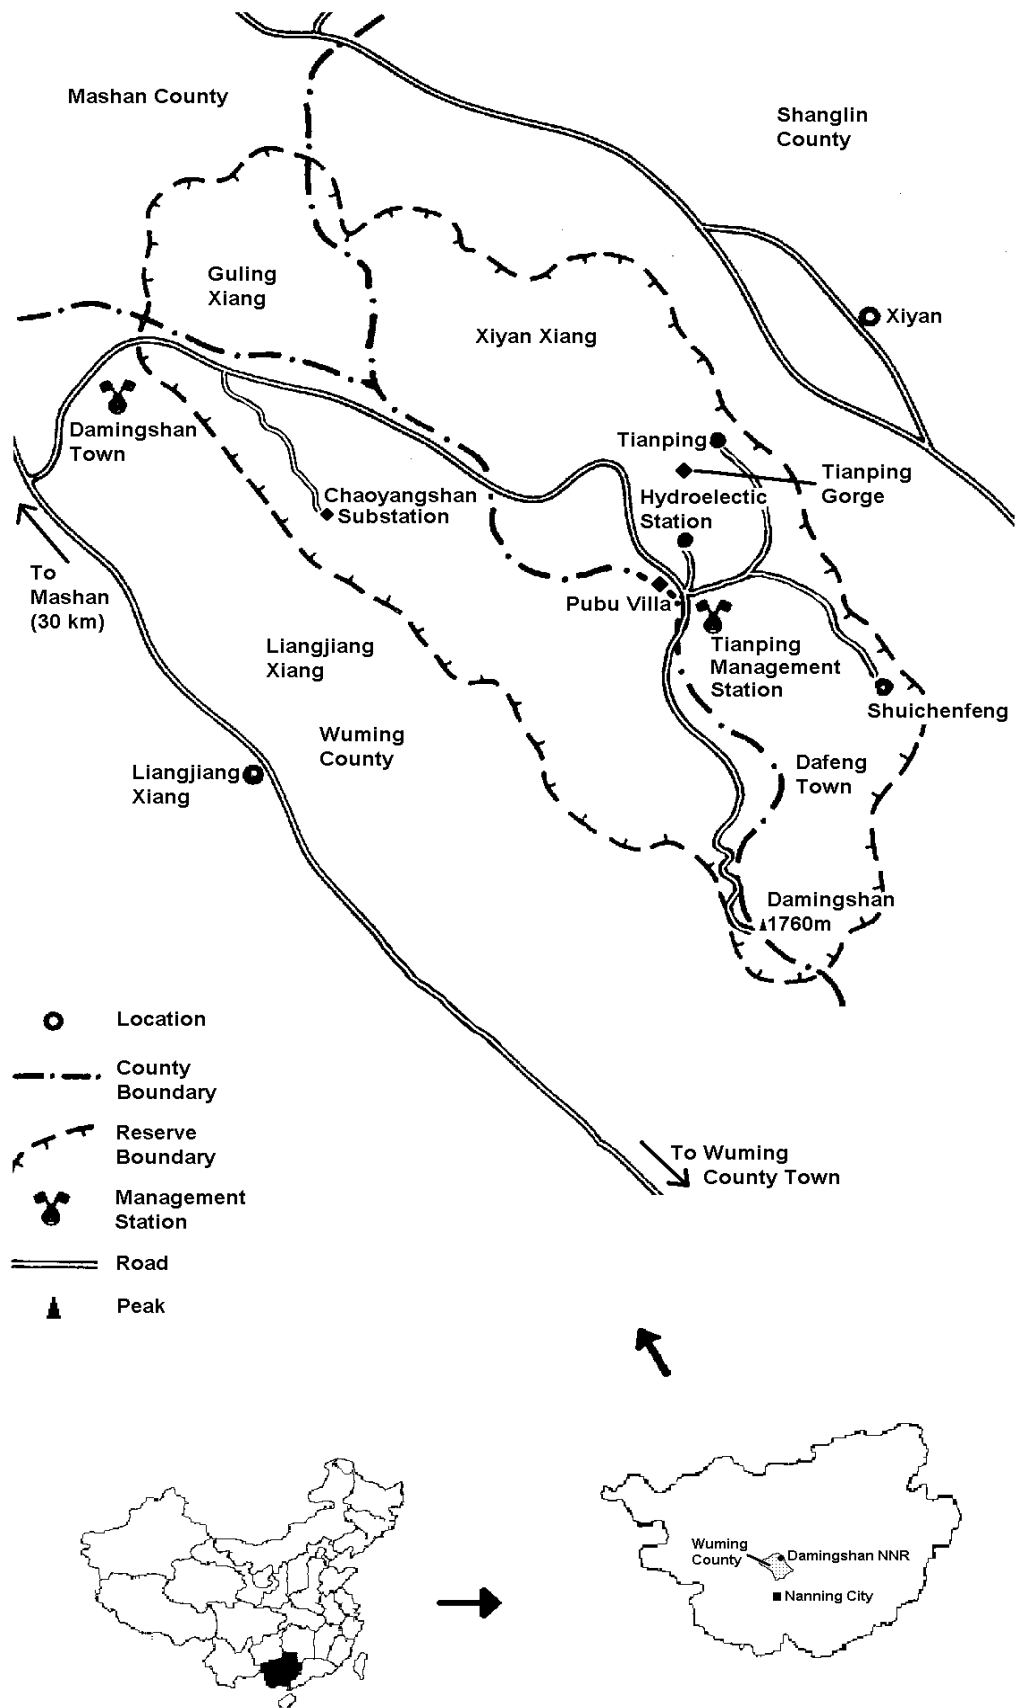 Mashan County
Shanglin
County
Guling
Xiang
Xiyan
Xiyan Xiang
Damingshan
Town
Tianping
Tianping
Gorge
Chaoyangshan
Substation
Hydroelectic
Station
To
Mashan
(30 km)
Pubu Villa
Liangjiang
Xiang
Tianping
Management
Station
Shuichenfeng
Wuming
County
Liangjiang
Xiang
Dafeng
Town
Damingshan
1760m
Location
County
Boundary
Reserve
Boundary
Management
Station
Road
Peak
To Wuming
County Town
Wuming
County
Damingshan NNR
Nanning City